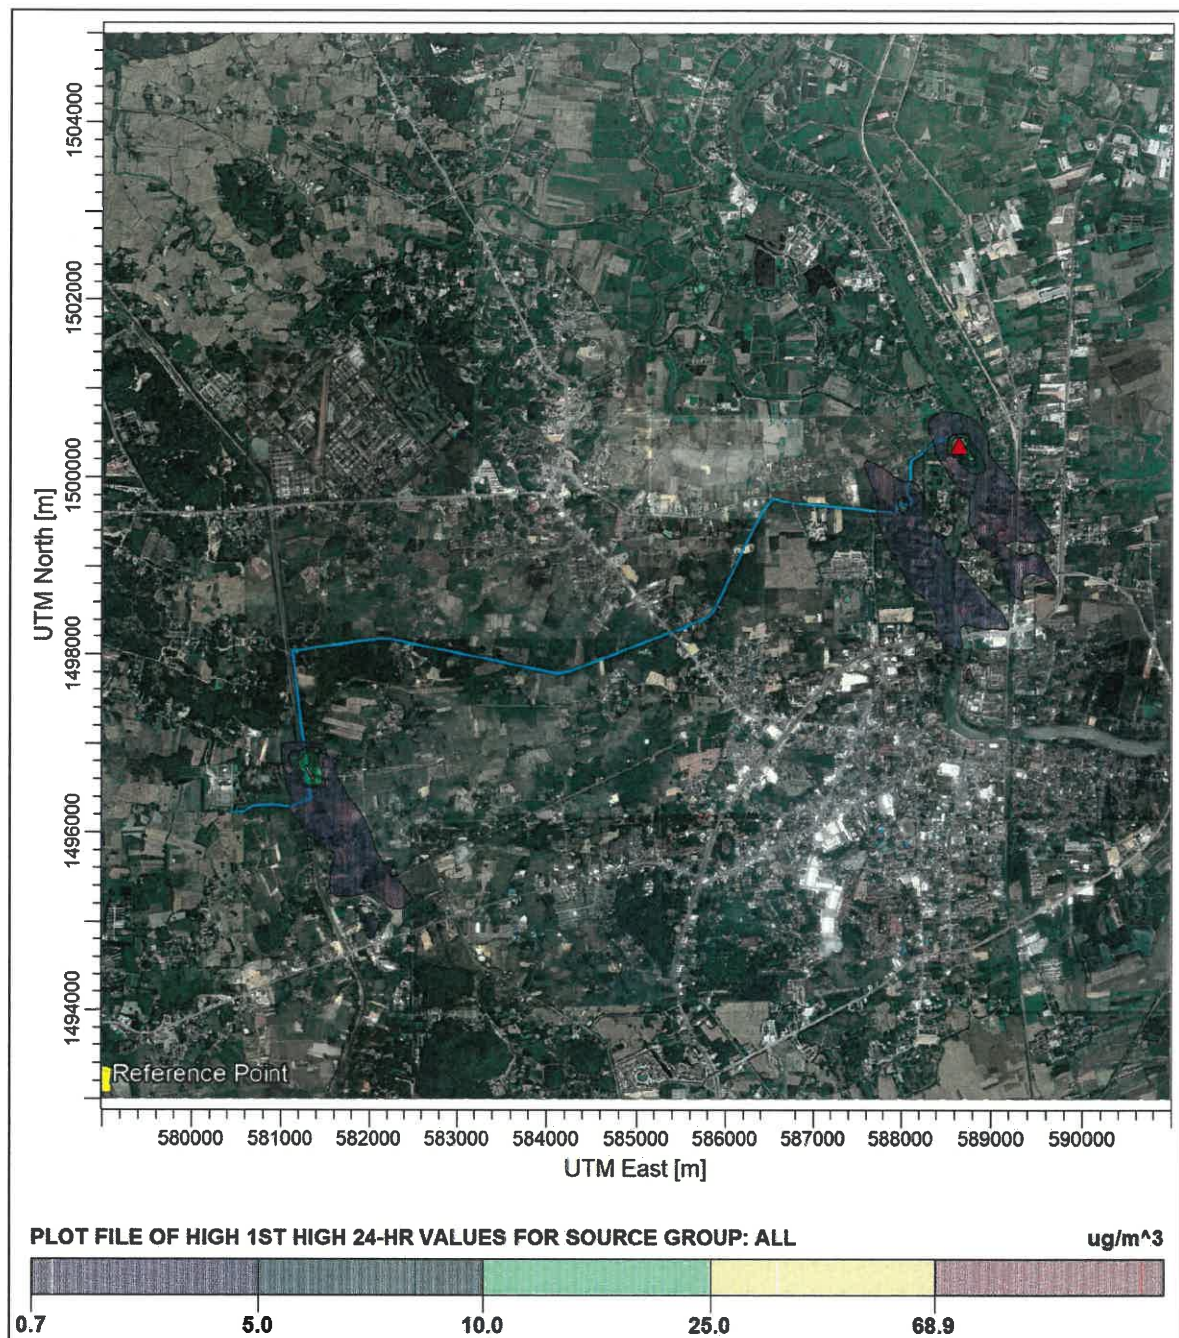 1504000
1502000
1500000
1498000
1496000
1494000
UTM North [m]
Reference Point
580000 581000 582000 583000 584000 585000 586000 587000 588000 589000 590000
UTM East [m]
PLOT FILE OF HIGH 1ST HIGH 24-HR VALUES FOR SOURCE GROUP: ALL ug/m^3
0.7 5.0 10.0 25.0 68.9